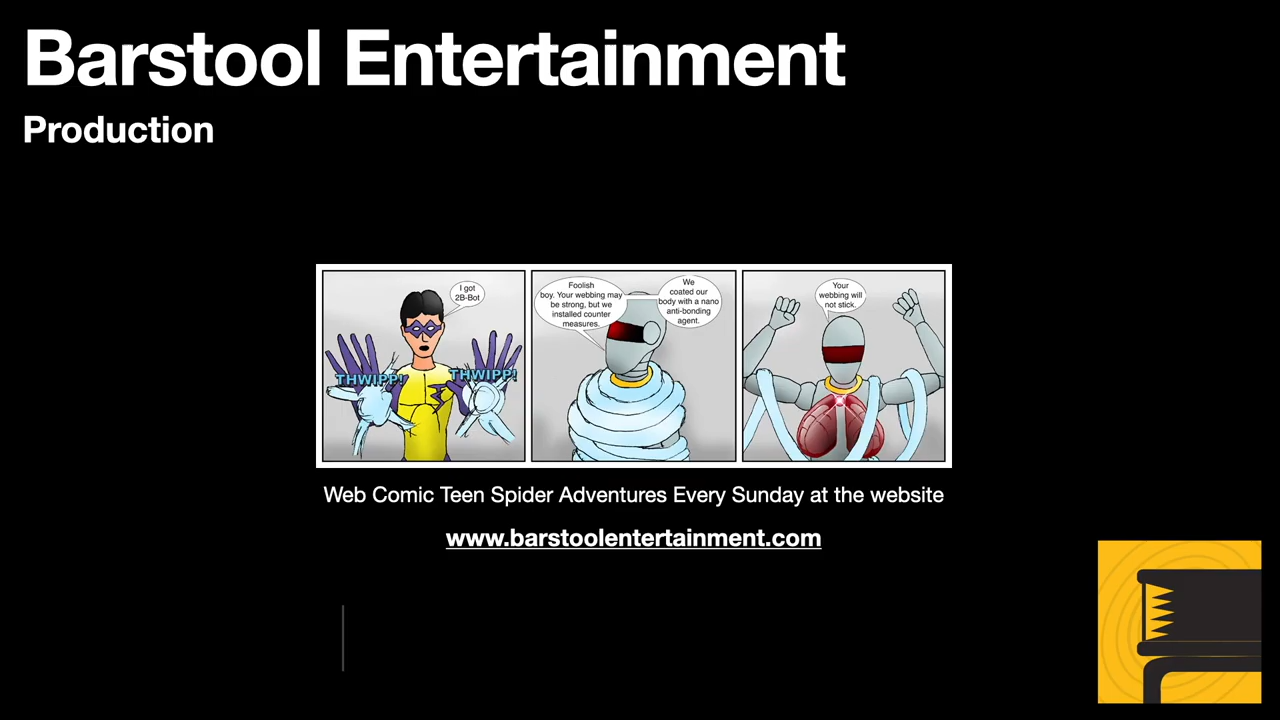 Barstool Entertainment
Production
I got
2B-Bot
THWIPP!
THWIPP!
Foolish
boy. Your webbing may
be strong, but we
installed counter
measures.
We
coated our
body with a nano
anti-bonding
agent.
Your
webbing will
not stick.
Web Comic Teen Spider Adventures Every Sunday at the website
www.barstoolentertainment.com